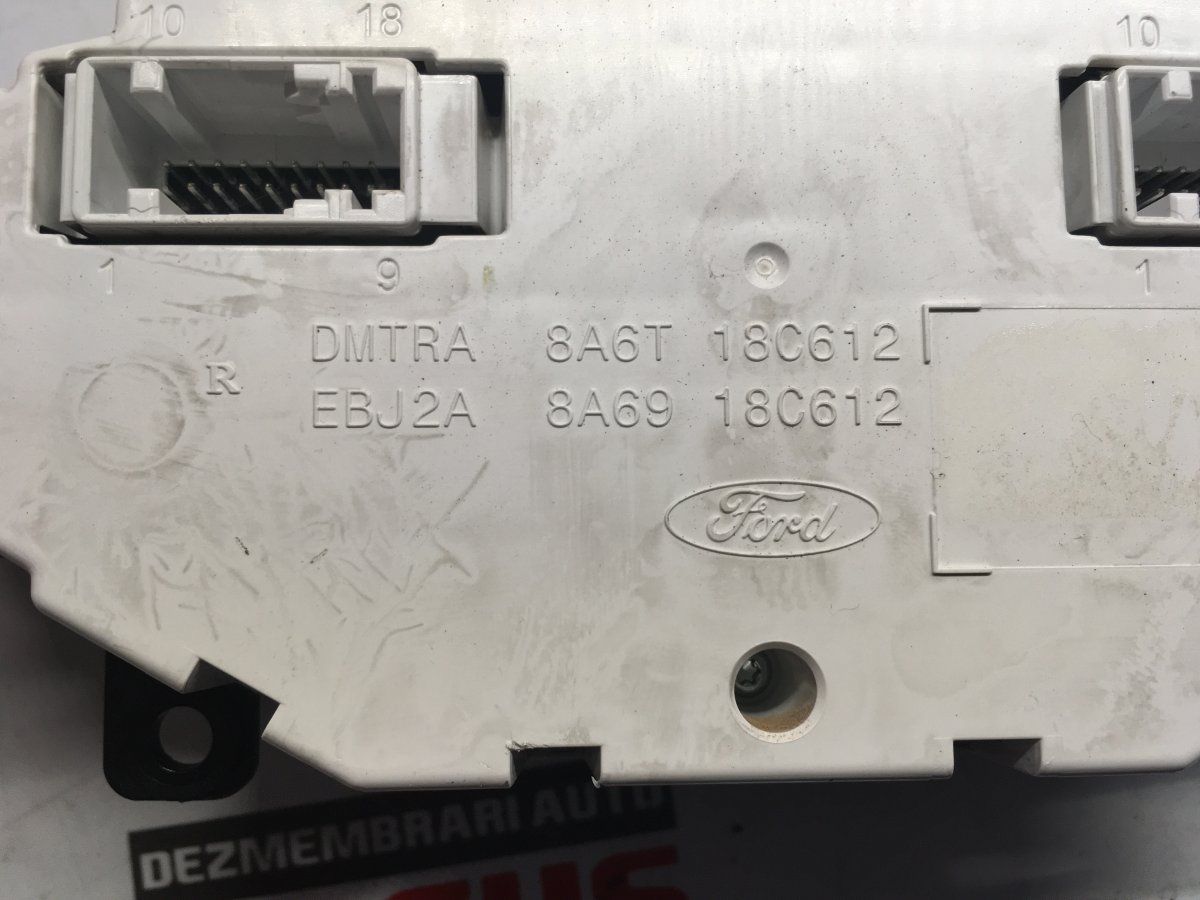 10 18 10
1 9 1
DMTRA 8A6T 18C612
R
EBJ2A 8A69 18C612
Ford
DEZMEMBRARI AUTO